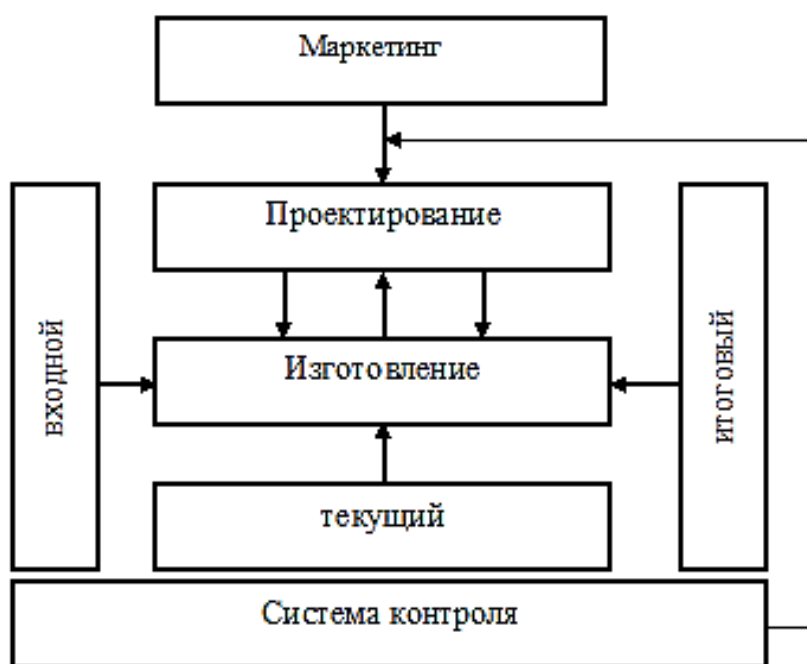 Маркетинг
Проектирование
входной
Изготовление
итоговый
текущий
Система контроля